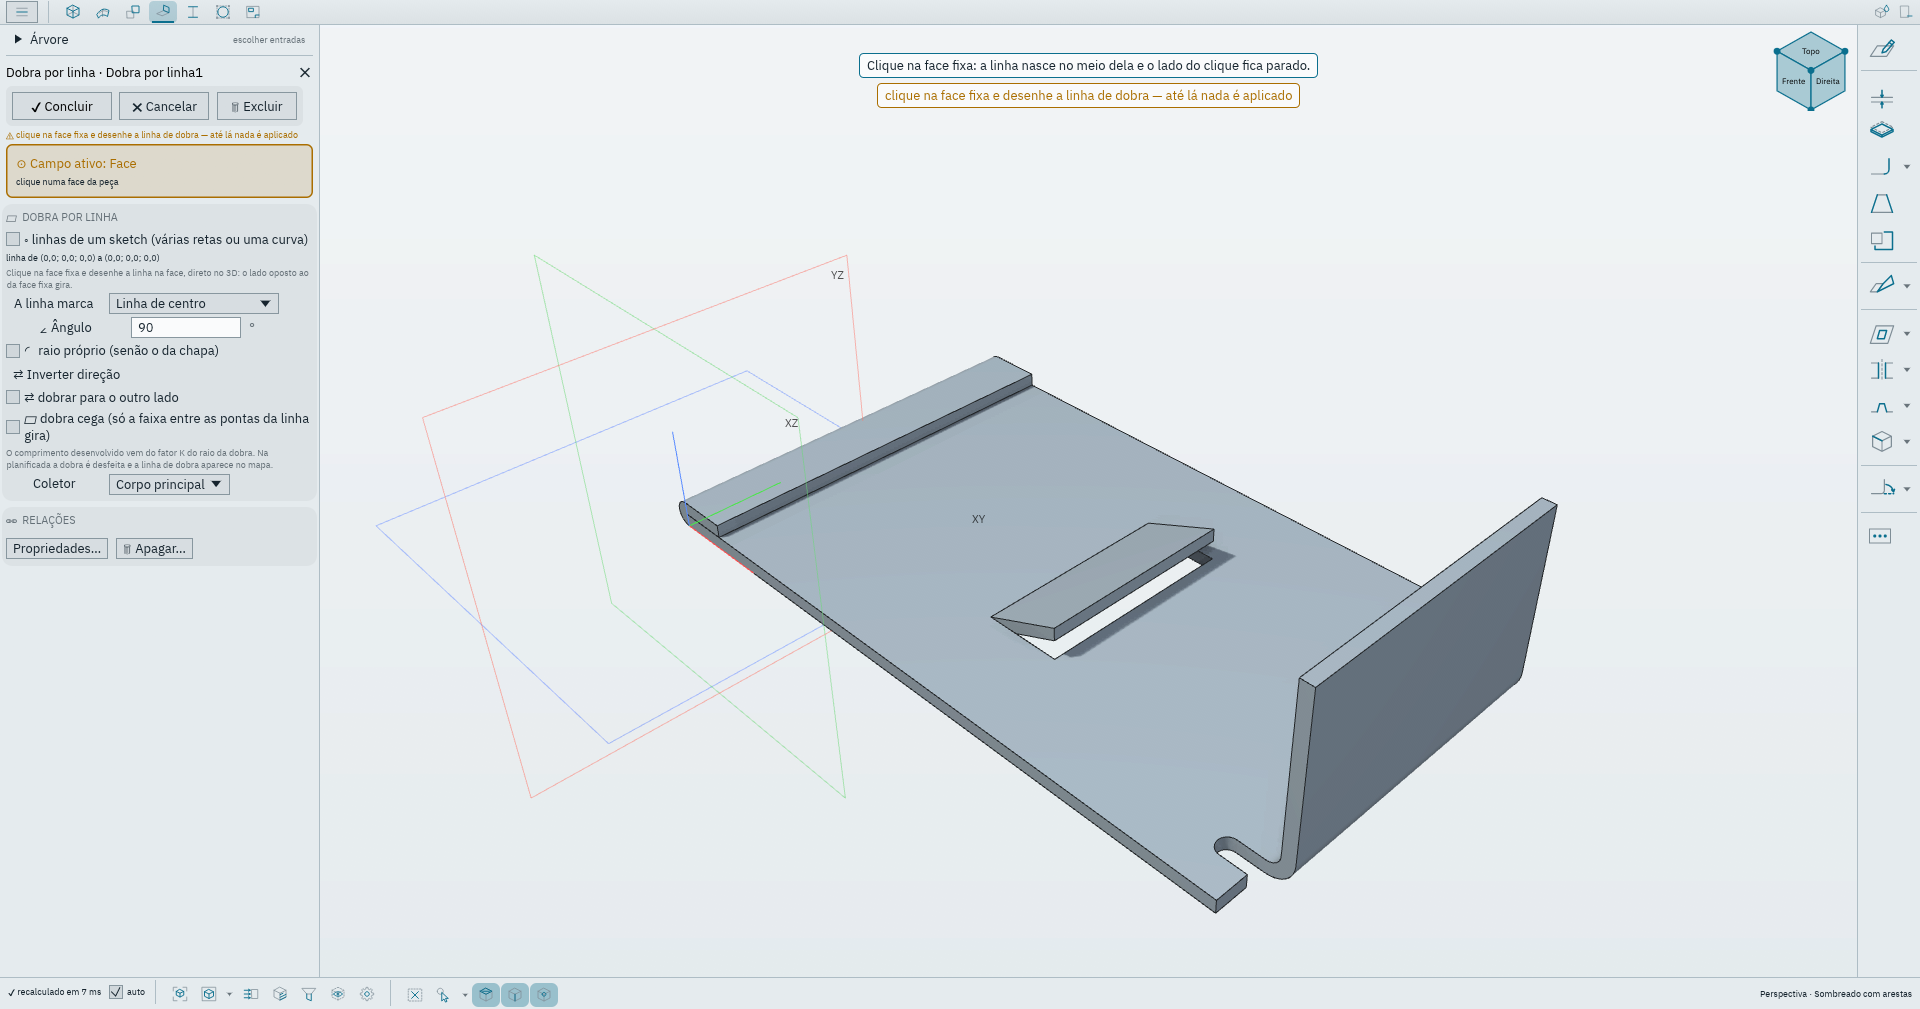 Árvore
escolher entradas
Dobra por linha · Dobra por linha1
Concluir
Cancelar
Excluir
clique na face fixa e desenhe a linha de dobra — até lá nada é aplicado
Campo ativo: Face
clique numa face da peça
DOBRA POR LINHA
linhas de um sketch (várias retas ou uma curva)
linha de (0,0; 0,0; 0,0) a (0,0; 0,0; 0,0)
Clique na face fixa e desenhe a linha na face, direto no 3D: o lado oposto ao
da face fixa gira.
A linha marca
Linha de centro
Ângulo
90
°
raio próprio (senão o da chapa)
⇄ Inverter direção
⇄ dobrar para o outro lado
dobra cega (só a faixa entre as pontas da linha
gira)
O comprimento desenvolvido vem do fator K do raio da dobra. Na
planificada a dobra é desfeita e a linha de dobra aparece no mapa.
Coletor
Corpo principal
RELAÇÕES
Propriedades...
Apagar...
Clique na face fixa: a linha nasce no meio dela e o lado do clique fica parado.
clique na face fixa e desenhe a linha de dobra — até lá nada é aplicado
YZ
XZ
XY
Topo
Frente
Direita
recalculado em 7 ms
auto
Perspectiva · Sombreado com arestas